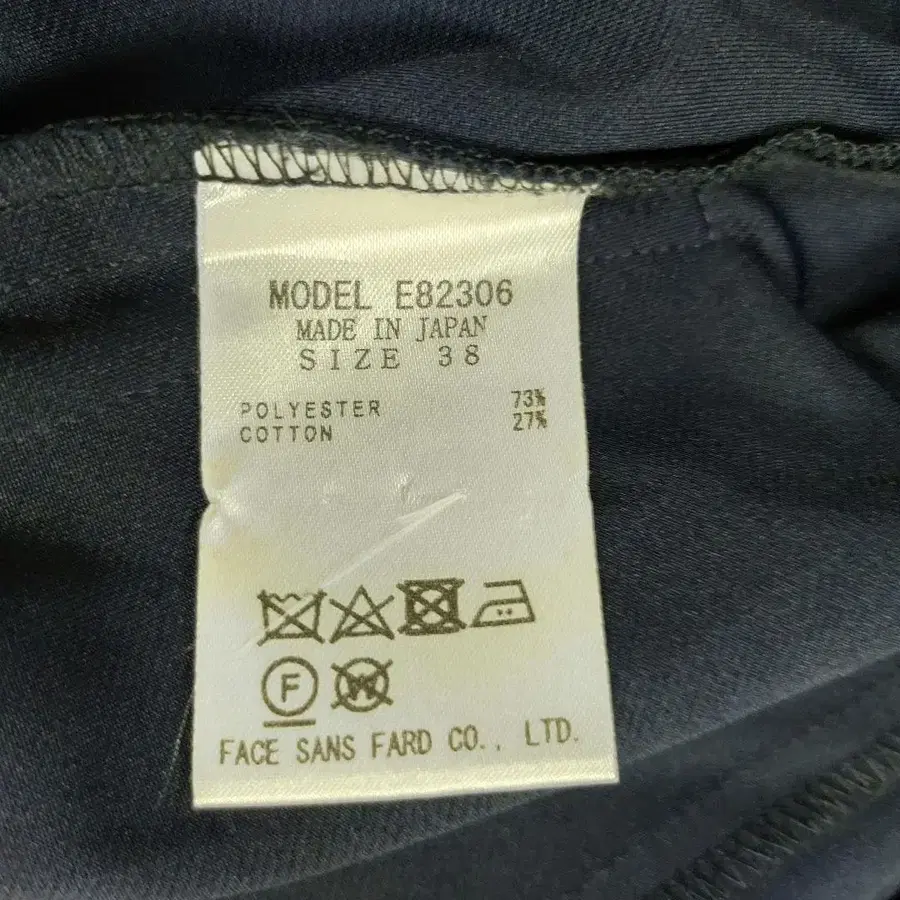 MODEL E82306
MADE IN JAPAN
SIZE 38
POLYESTER 73%
COTTON 27%
F W
FACE SANS FARD CO., LTD.